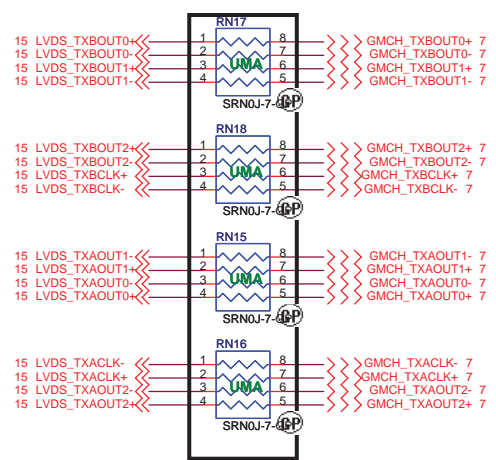 RN17
15 LVDS_TXBOUT0+ 1 8 GMCH_TXBOUT0+ 7
15 LVDS_TXBOUT0- 2 7 GMCH_TXBOUT0- 7
15 LVDS_TXBOUT1+ 3 UMA 6 GMCH_TXBOUT1+ 7
15 LVDS_TXBOUT1- 4 5 GMCH_TXBOUT1- 7
SRN0J-7-GP GP
RN18
15 LVDS_TXBOUT2+ 1 8 GMCH_TXBOUT2+ 7
15 LVDS_TXBOUT2- 2 7 GMCH_TXBOUT2- 7
15 LVDS_TXBCLK+ 3 UMA 6 GMCH_TXBCLK+ 7
15 LVDS_TXBCLK- 4 5 GMCH_TXBCLK- 7
SRN0J-7-GP GP
RN15
15 LVDS_TXAOUT1- 1 8 GMCH_TXAOUT1- 7
15 LVDS_TXAOUT1+ 2 7 GMCH_TXAOUT1+ 7
15 LVDS_TXAOUT0- 3 UMA 6 GMCH_TXAOUT0- 7
15 LVDS_TXAOUT0+ 4 5 GMCH_TXAOUT0+ 7
SRN0J-7-GP GP
RN16
15 LVDS_TXACLK- 1 8 GMCH_TXACLK- 7
15 LVDS_TXACLK+ 2 7 GMCH_TXACLK+ 7
15 LVDS_TXAOUT2- 3 UMA 6 GMCH_TXAOUT2- 7
15 LVDS_TXAOUT2+ 4 5 GMCH_TXAOUT2+ 7
SRN0J-7-GP GP